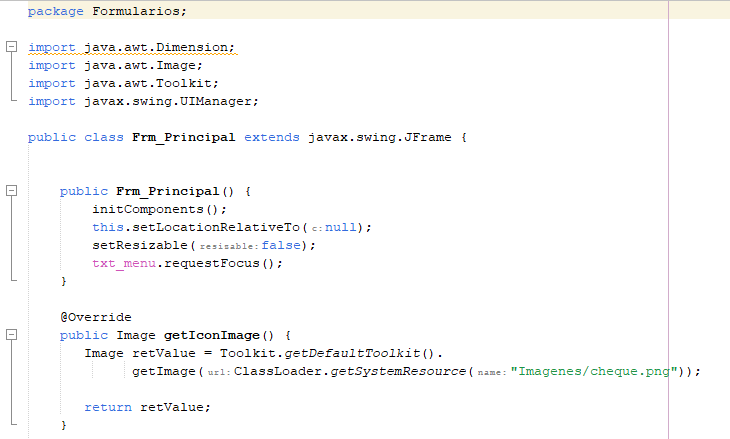 package Formularios;
import java.awt.Dimension;
import java.awt.Image;
import java.awt.Toolkit;
import javax.swing.UIManager;
public class Frm_Principal extends javax.swing.JFrame {
public Frm_Principal() {
initComponents();
this.setLocationRelativeTo( c: null);
setResizable( resizable: false);
txt_menu.requestFocus();
}
@Override
public Image getIconImage() {
Image retValue = Toolkit.getDefaultToolkit().
getImage( url: ClassLoader.getSystemResource( name: "Imagenes/cheque.png"));
return retValue;
}